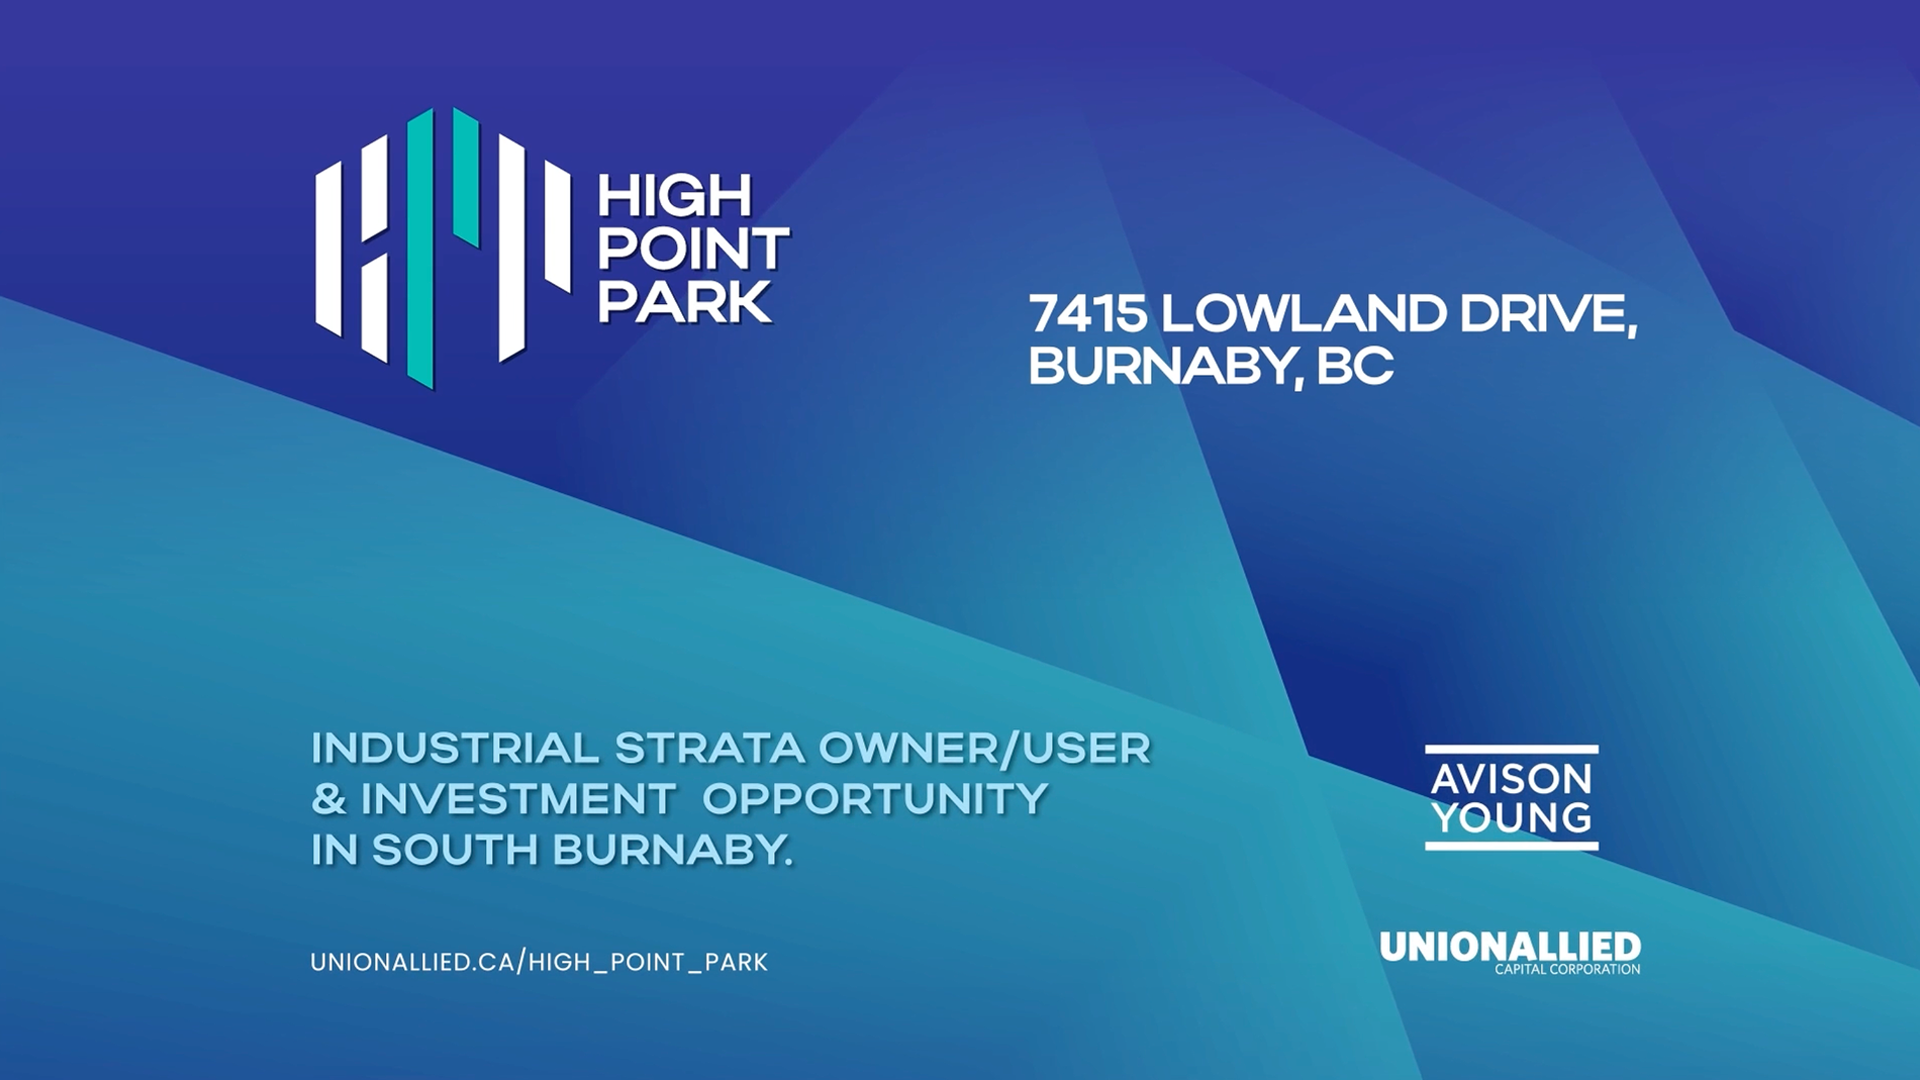 HIGH
POINT
PARK
7415 LOWLAND DRIVE,
BURNABY, BC
INDUSTRIAL STRATA OWNER/USER
& INVESTMENT OPPORTUNITY
IN SOUTH BURNABY.
UNIONALLIED.CA/HIGH_POINT_PARK
AVISON
YOUNG
UNIONALLIED
CAPITAL CORPORATION